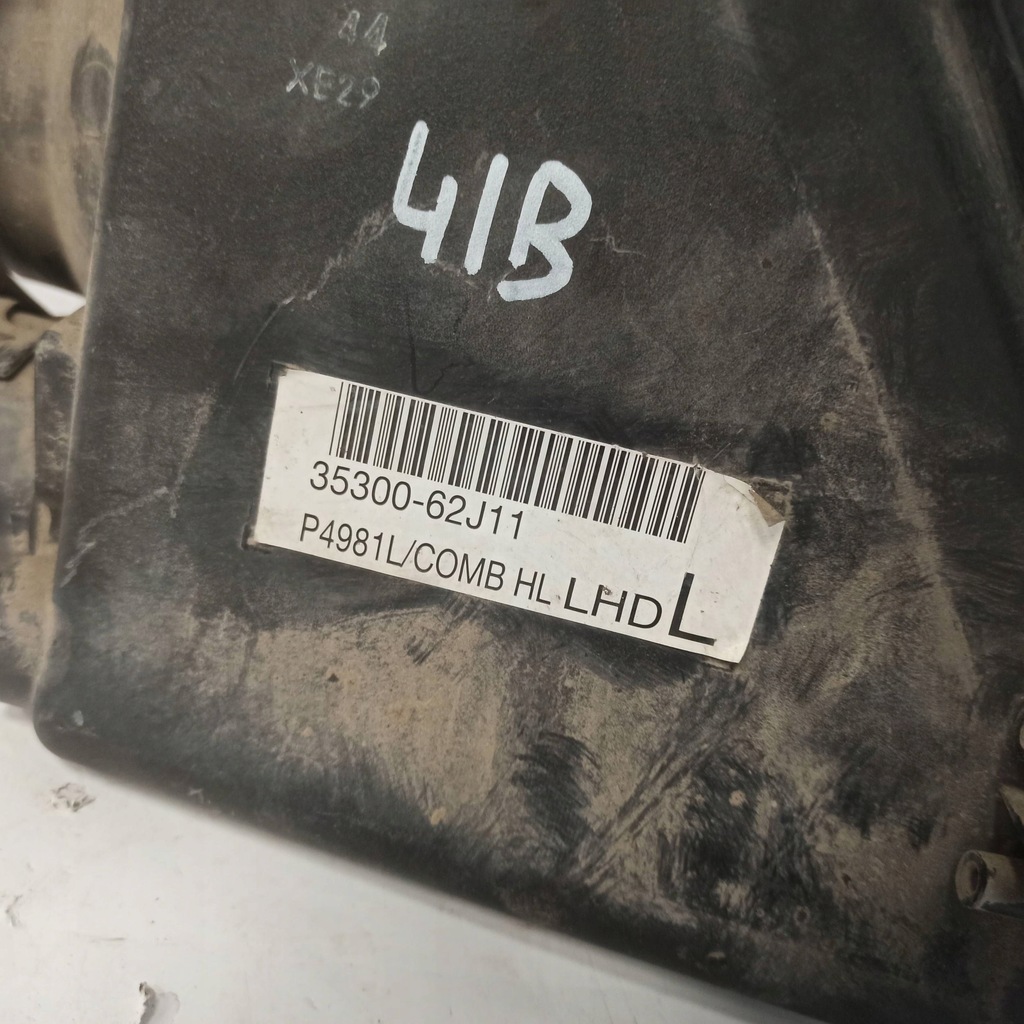 A4
XE29
41B
35300-62J11
P4981L/COMB HL LHD L